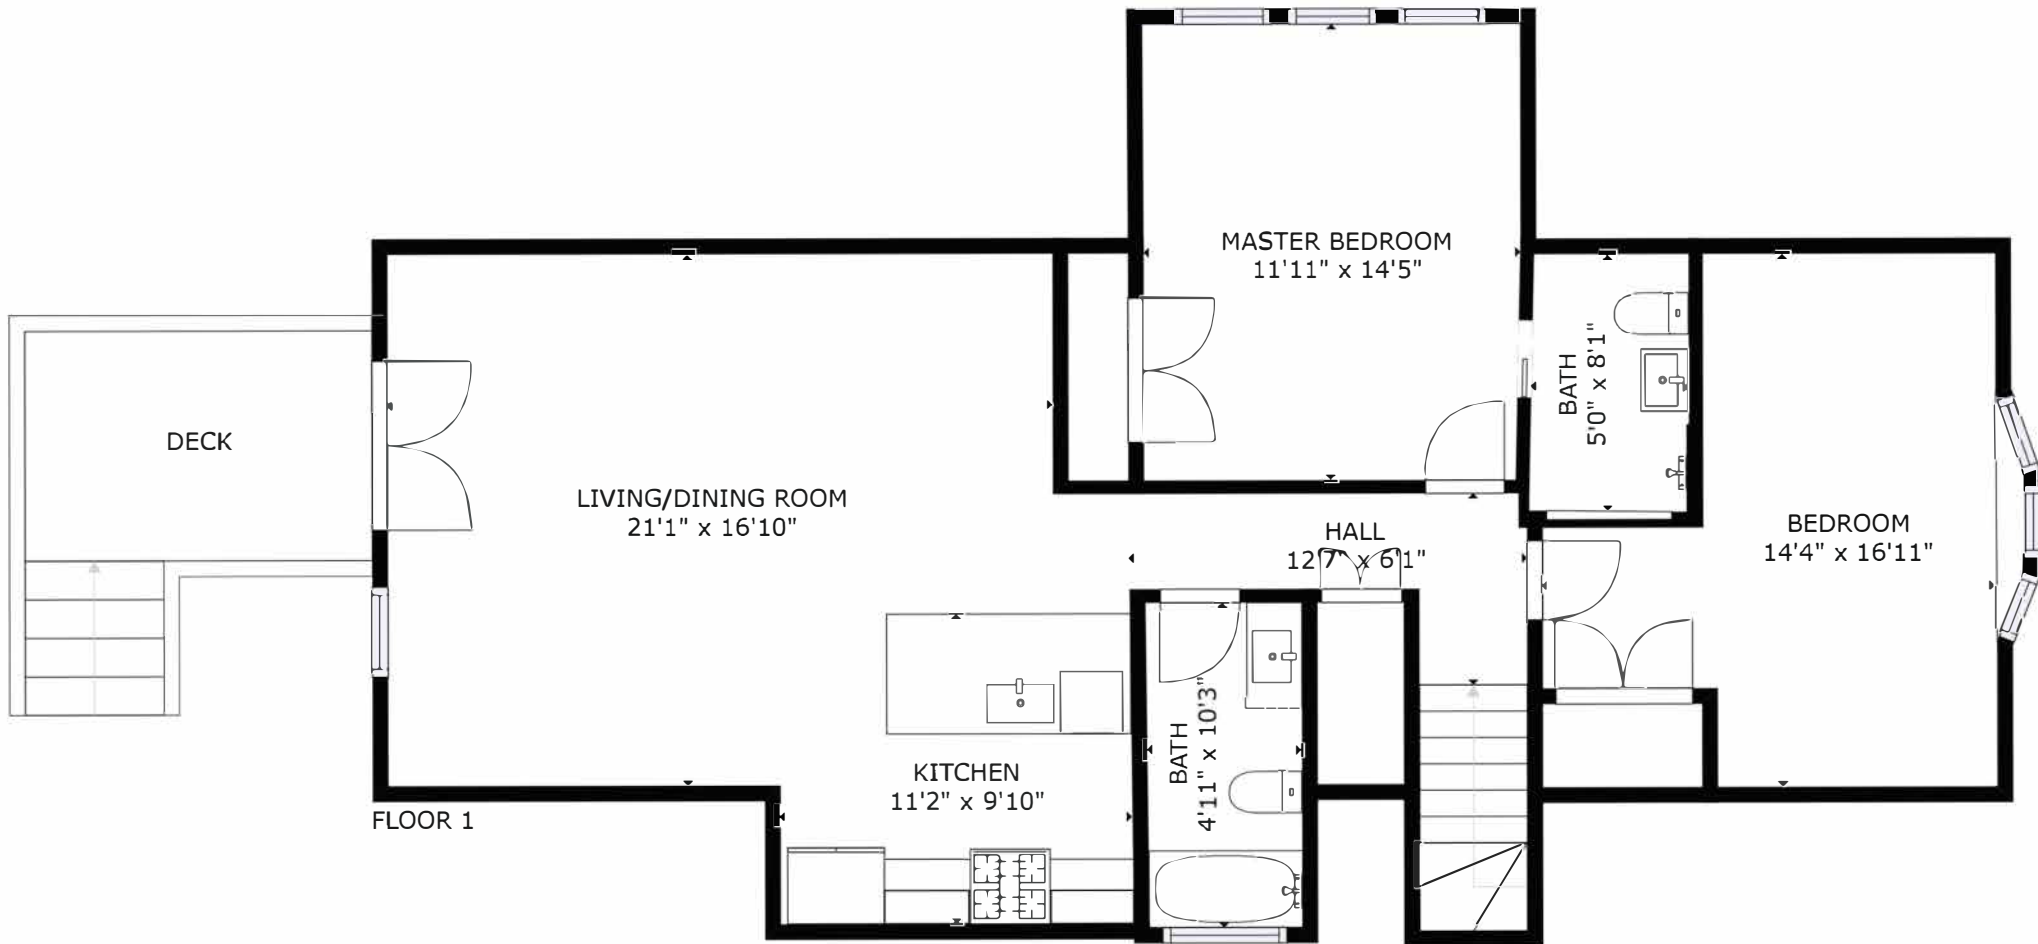 MASTER BEDROOM
11'11" x 14'5"
BATH
5'0" x 8'1"
DECK
LIVING/DINING ROOM
21'1" x 16'10"
HALL
12'7" x 6'1"
BEDROOM
14'4" x 16'11"
KITCHEN
11'2" x 9'10"
BATH
4'11" x 10'3"
FLOOR 1